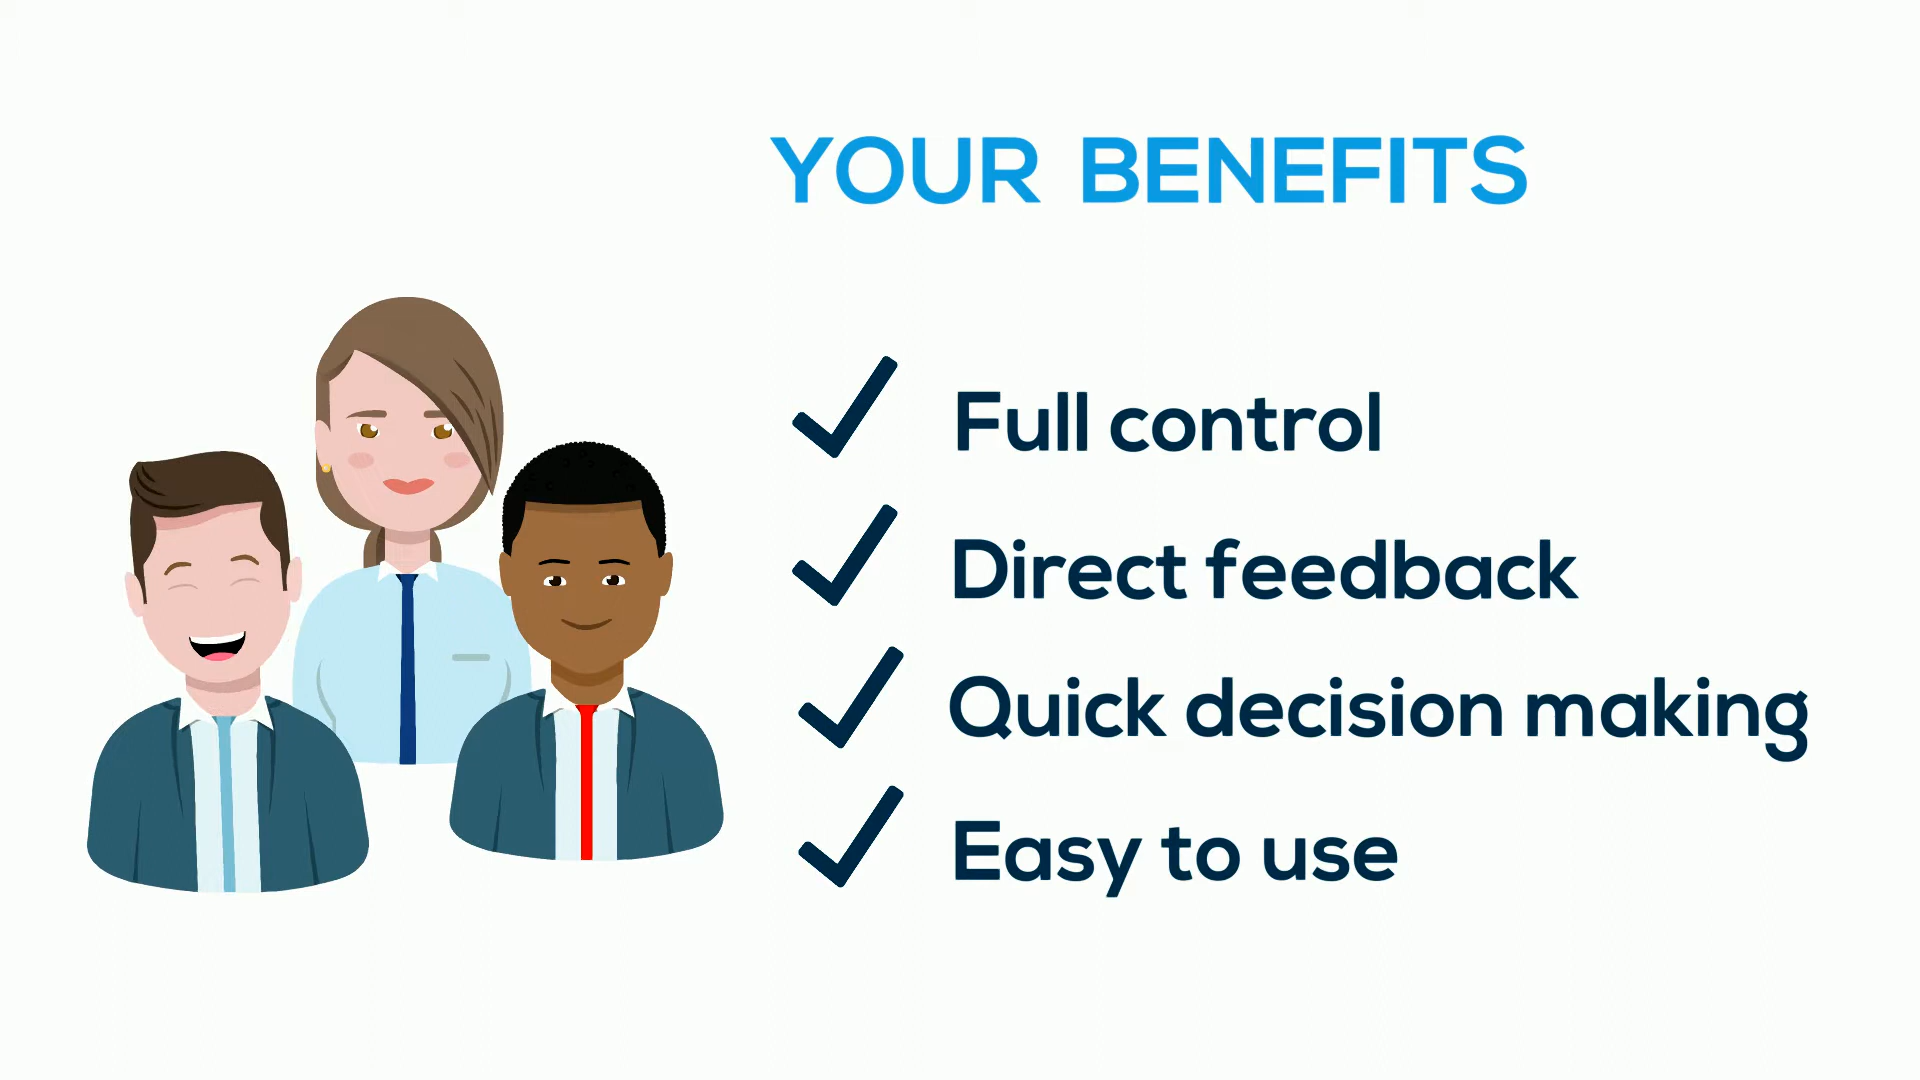 YOUR BENEFITS
Full control
Direct feedback
Quick decision making
Easy to use